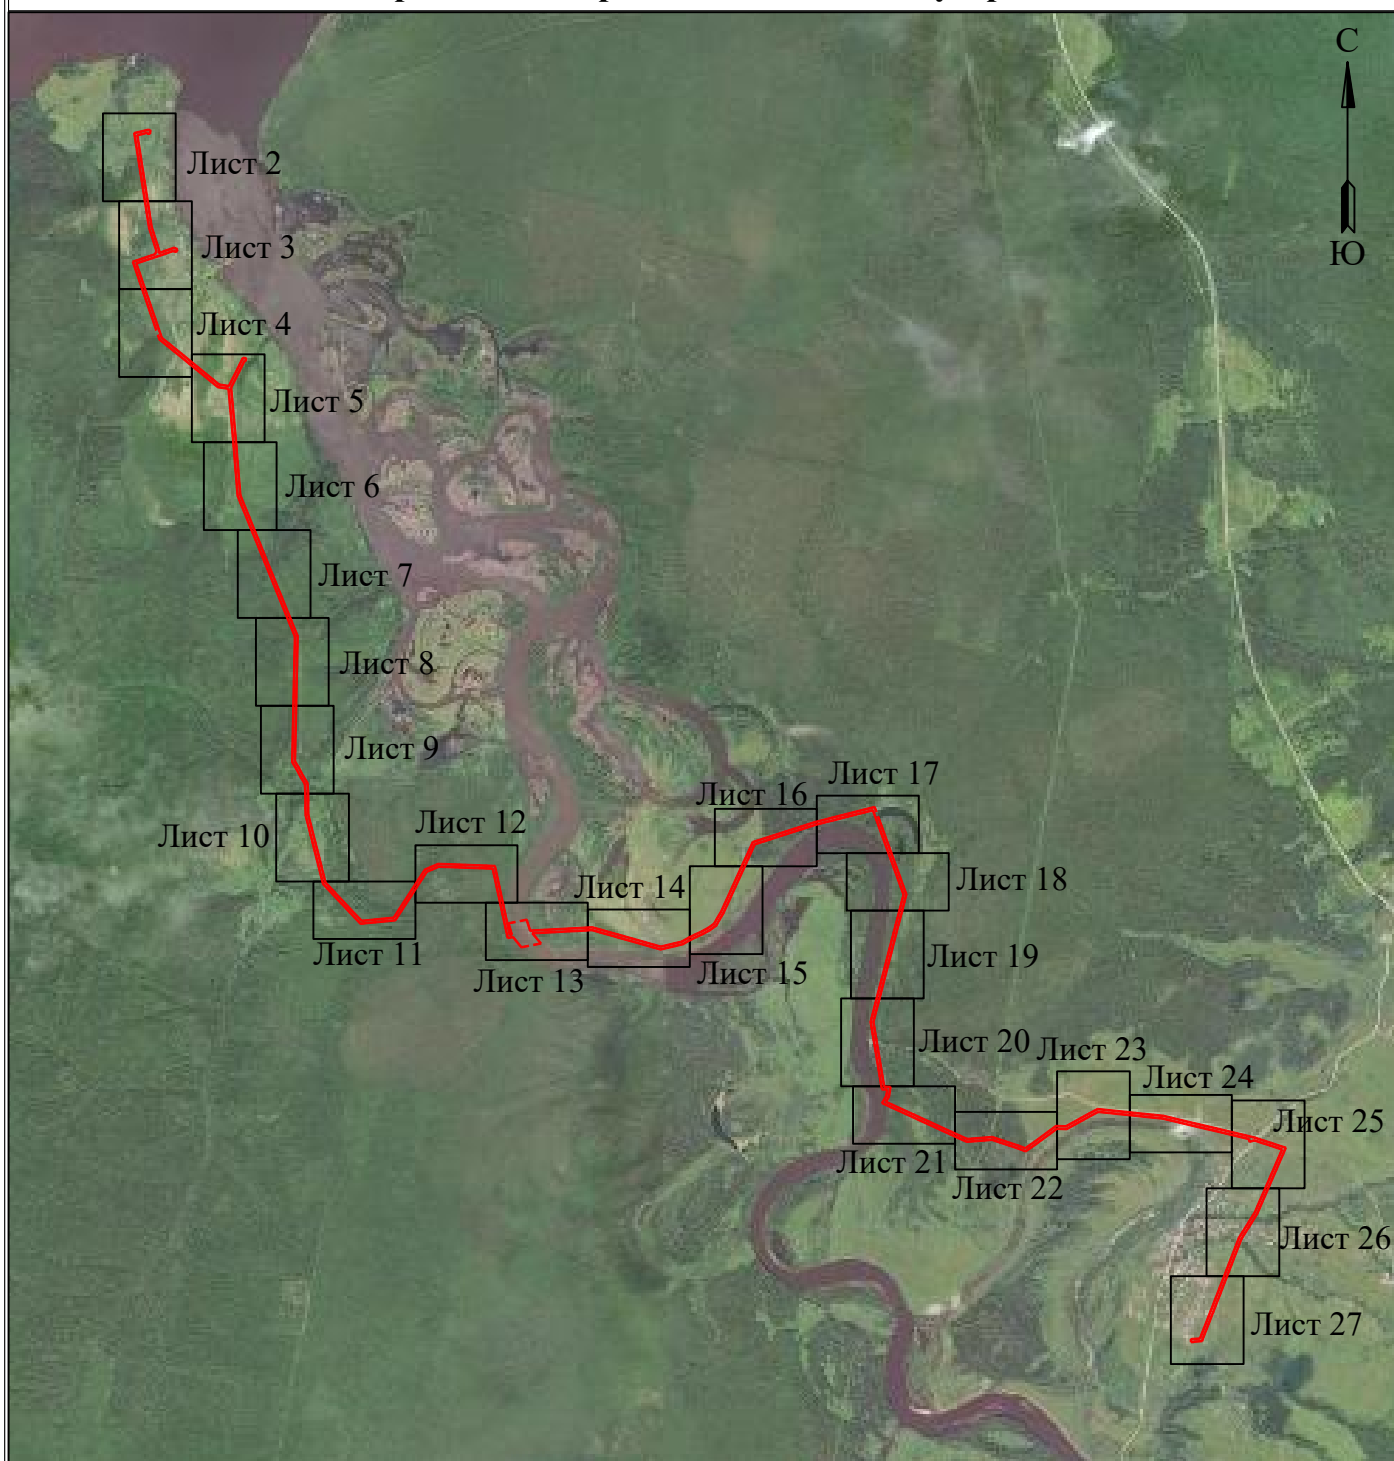 С
Ю
Лист 2
Лист 3
Лист 4
Лист 5
Лист 6
Лист 7
Лист 8
Лист 9
Лист 10
Лист 11
Лист 12
Лист 13
Лист 14
Лист 15
Лист 16
Лист 17
Лист 18
Лист 19
Лист 20
Лист 21
Лист 22
Лист 23
Лист 24
Лист 25
Лист 26
Лист 27